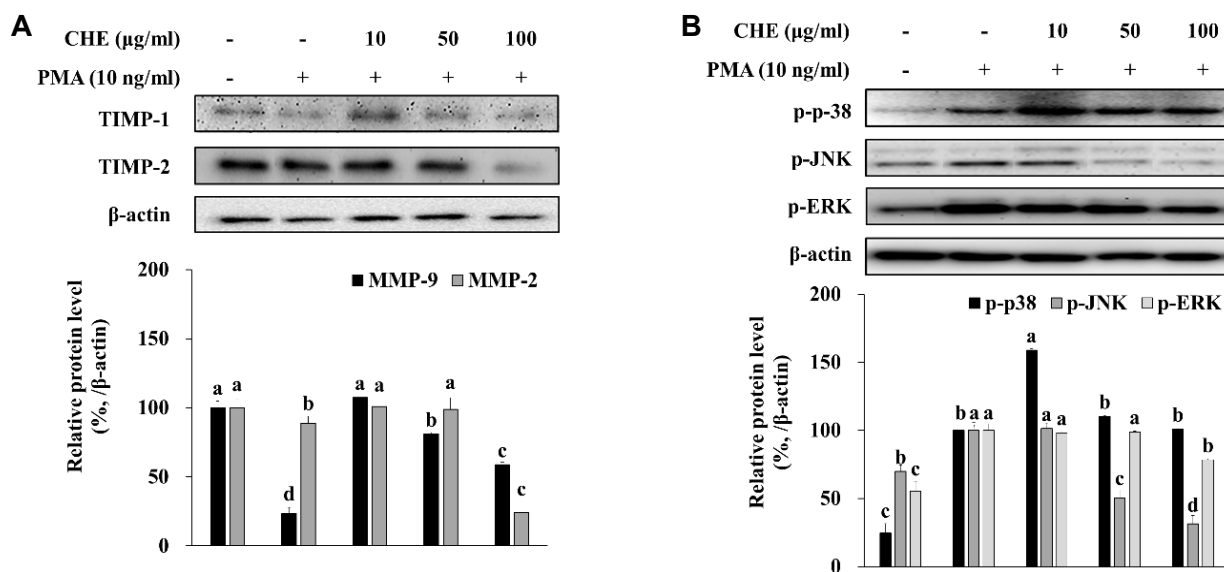 A
CHE (μg/ml) - - 10 50 100
PMA (10 ng/ml) - + + + +
TIMP-1
TIMP-2
β-actin
200
150
100
50
0
Relative protein level
(%, /β-actin)
MMP-9 MMP-2
a a
d b
a a
b a
c c
B
CHE (μg/ml) - - 10 50 100
PMA (10 ng/ml) - + + + +
p-p-38
p-JNK
p-ERK
β-actin
200
150
100
50
0
Relative protein level
(%, /β-actin)
p-p38 p-JNK p-ERK
c b c
b a a
a a a
b c a
b d b